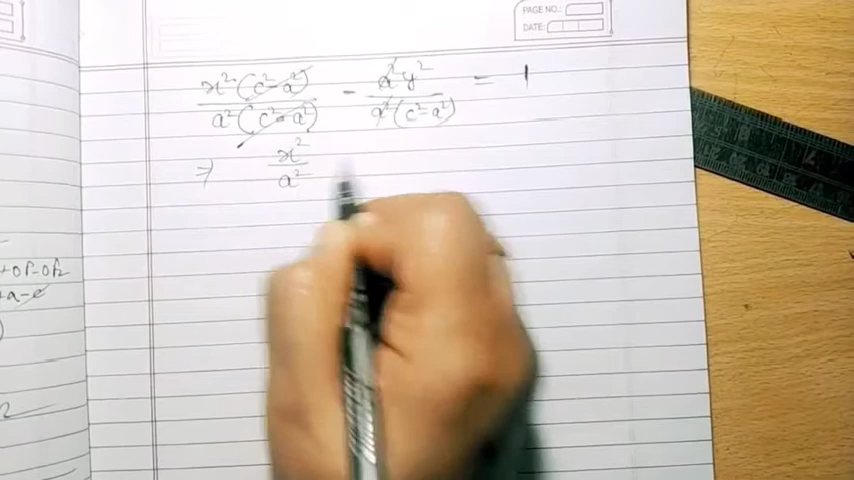 PAGE NO.:
DATE:
x²(c²-a²)/a²(c²-a²) - a²y²/a²(c²-a²) = 1
⇒ x²/a²